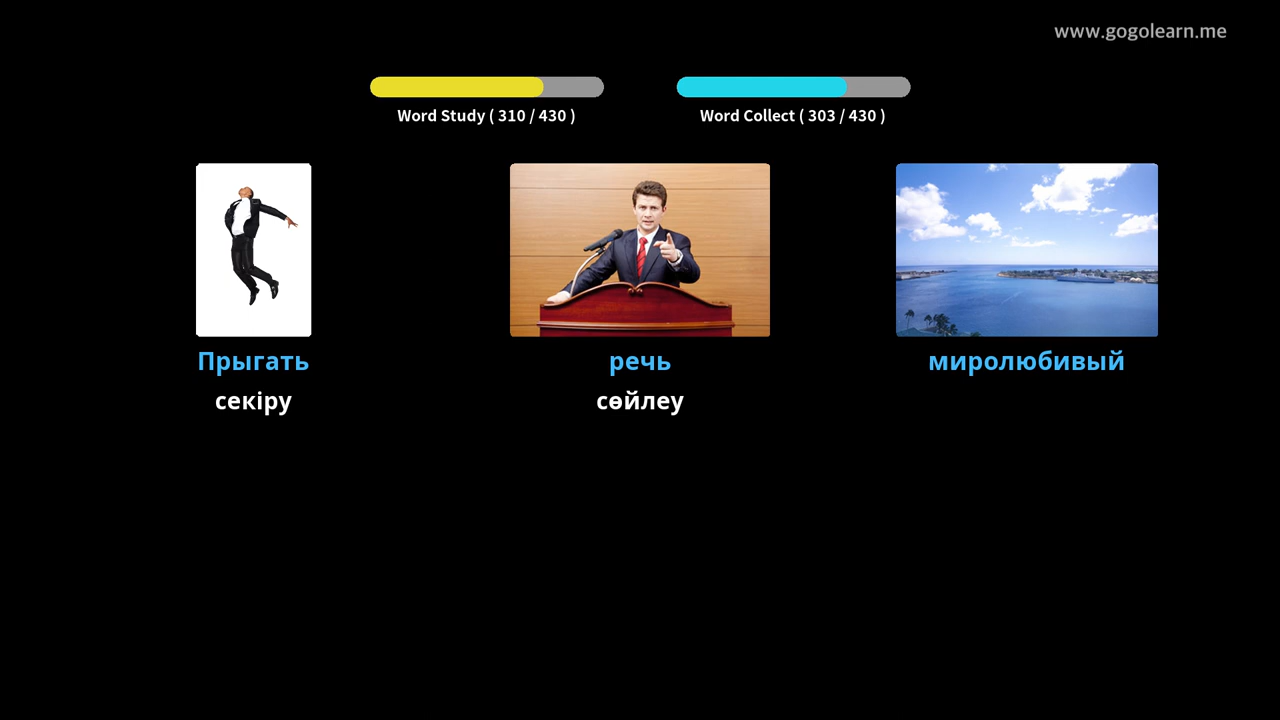 www.gogolearn.me
Word Study ( 310 / 430 )
Word Collect ( 303 / 430 )
Прыгать
речь
миролюбивый
секіру
сөйлеу